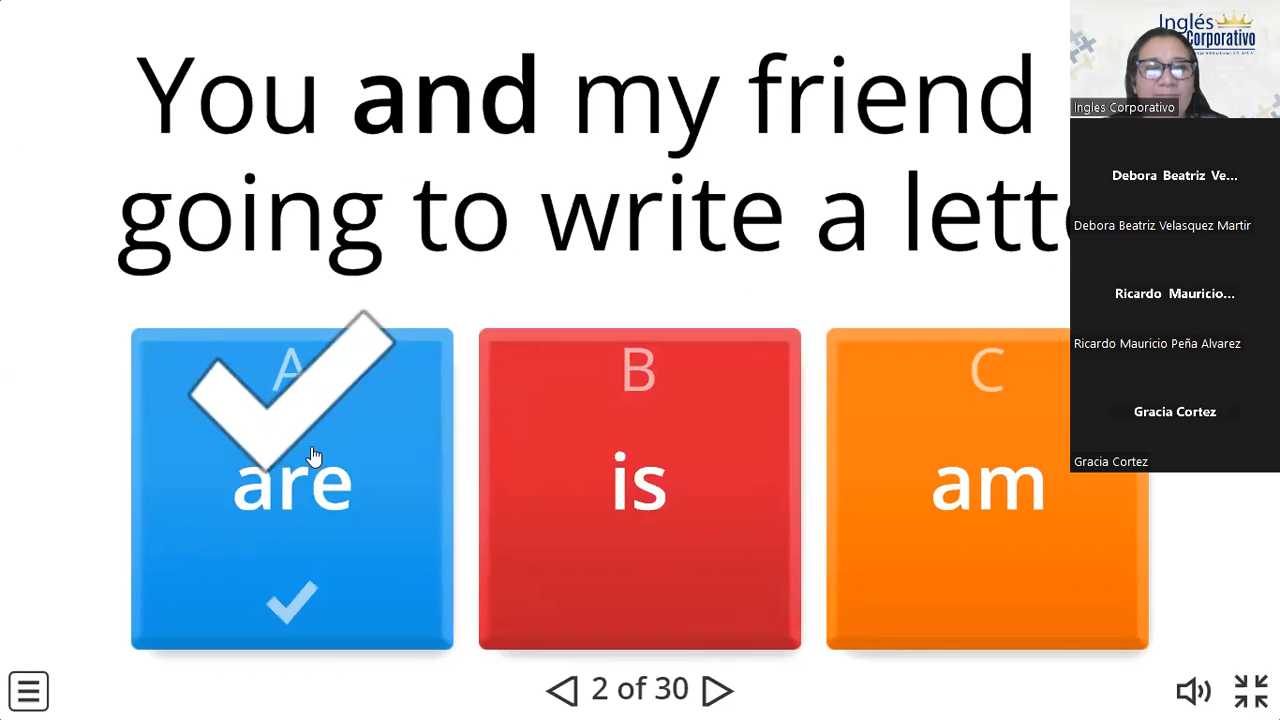 You and my friend
going to write a lette
A
are
B
is
C
am
2 of 30
Inglés
Corporativo
Ingles Corporativo
Debora Beatriz Ve...
Debora Beatriz Velasquez Martir
Ricardo Mauricio...
Ricardo Mauricio Peña Alvarez
Gracia Cortez
Gracia Cortez